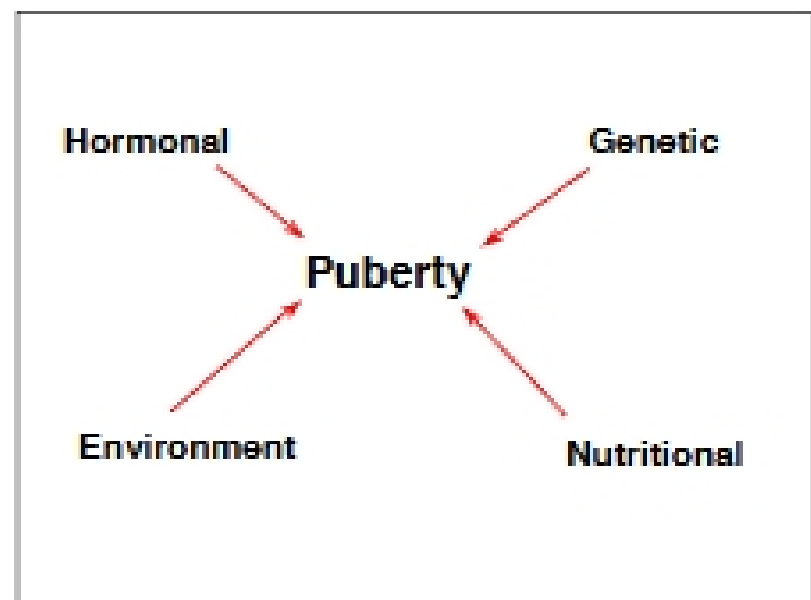 Hormonal
Genetic
Puberty
Environment
Nutritional